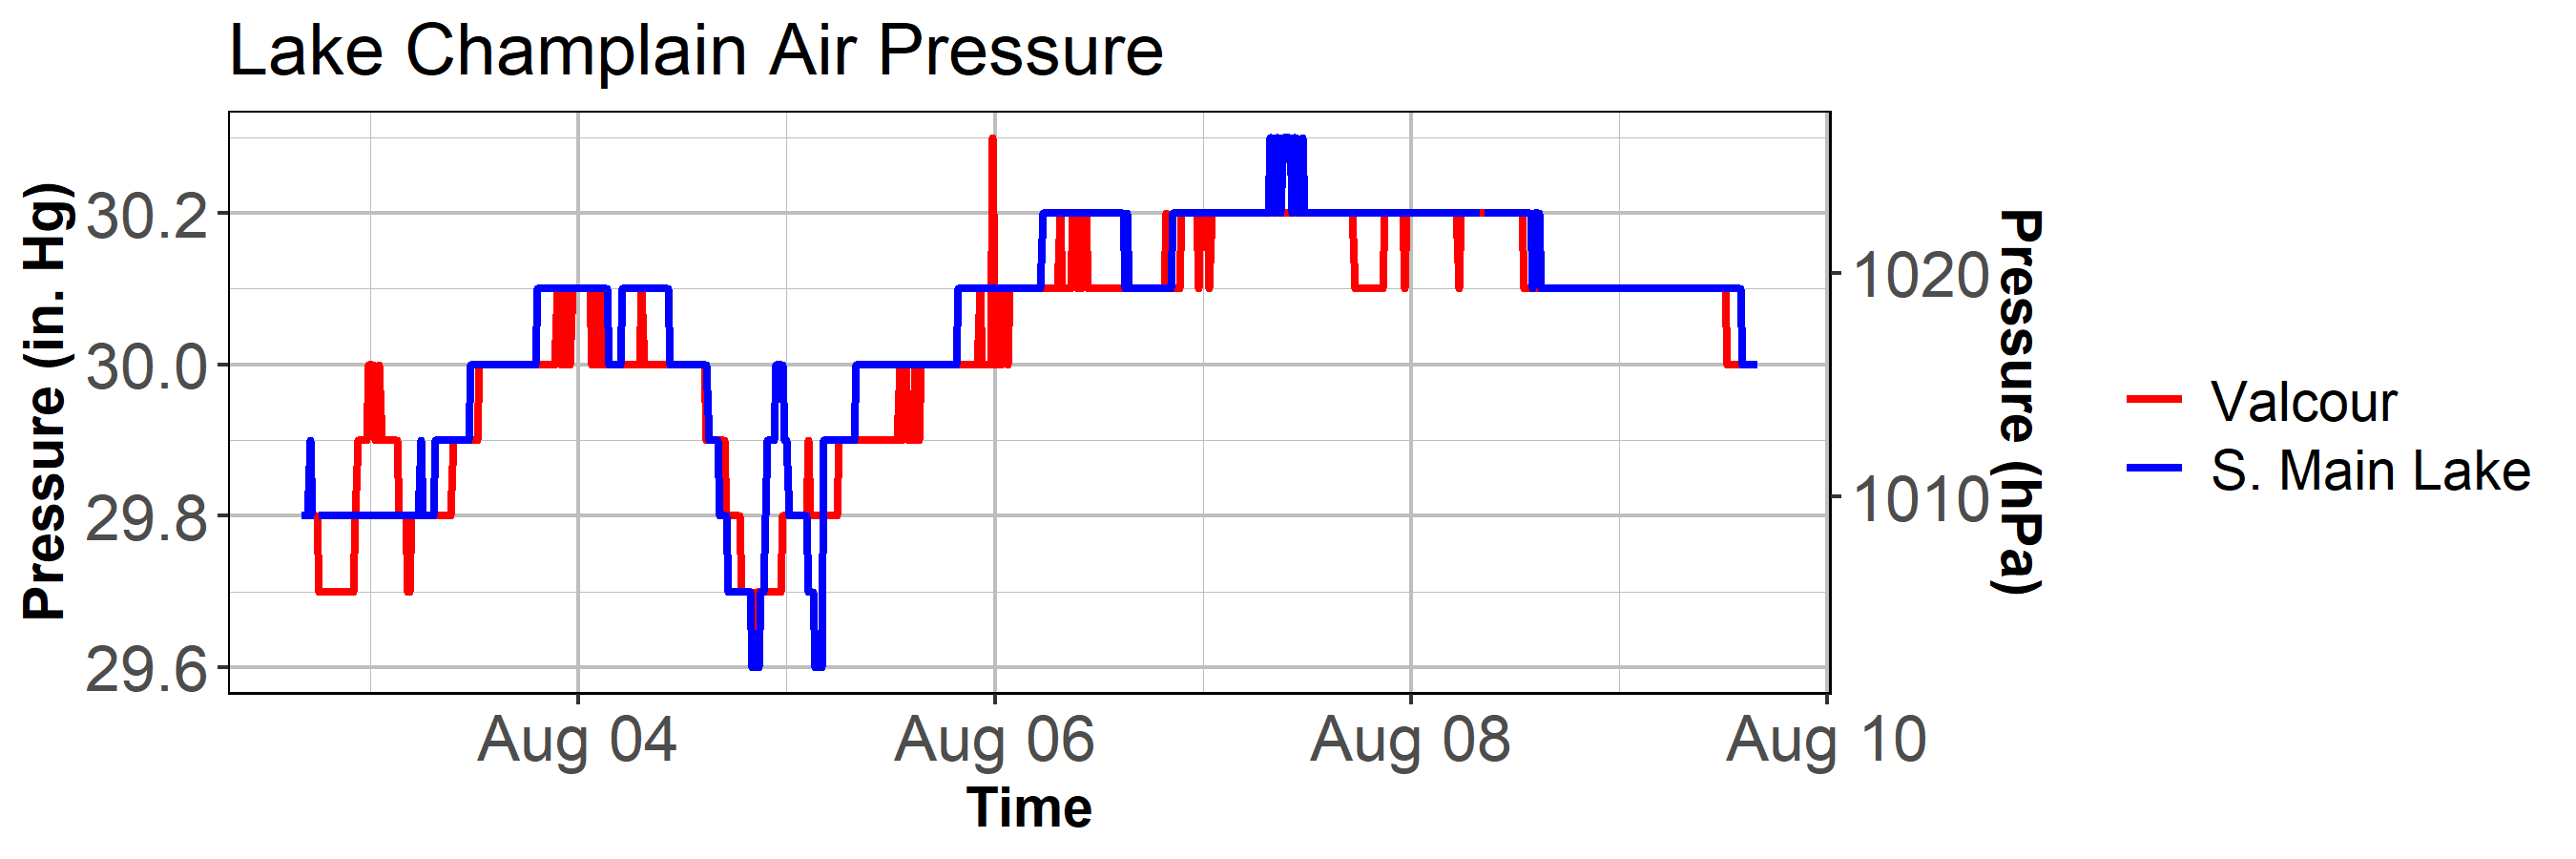 Lake Champlain Air Pressure
Pressure (in. Hg)
30.2
30.0
29.8
29.6
Aug 04
Aug 06
Aug 08
Aug 10
Time
1020
1010
Pressure (hPa)
Valcour
S. Main Lake